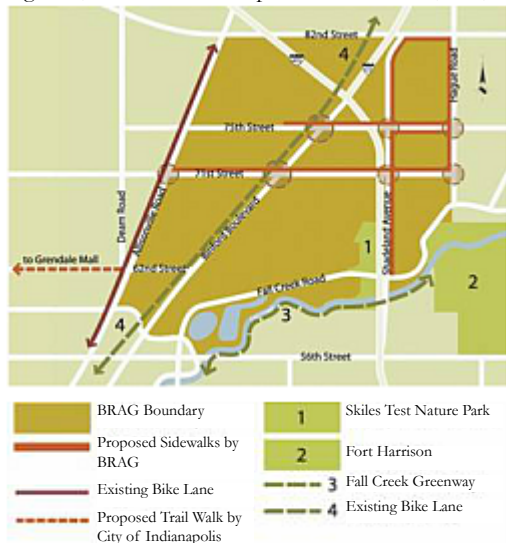 82nd Street
4
Hague Road
75th Street
71st Street
Allisonville Road
Binford Boulevard
Shadeland Avenue
Dean Road
to Grendale Mall
62nd Street
1
2
Fall Creek Road
3
4
56th Street
BRAG Boundary
Proposed Sidewalks by
BRAG
Existing Bike Lane
Proposed Trail Walk by
City of Indianapolis
1 Skiles Test Nature Park
2 Fort Harrison
3 Fall Creek Greenway
4 Existing Bike Lane